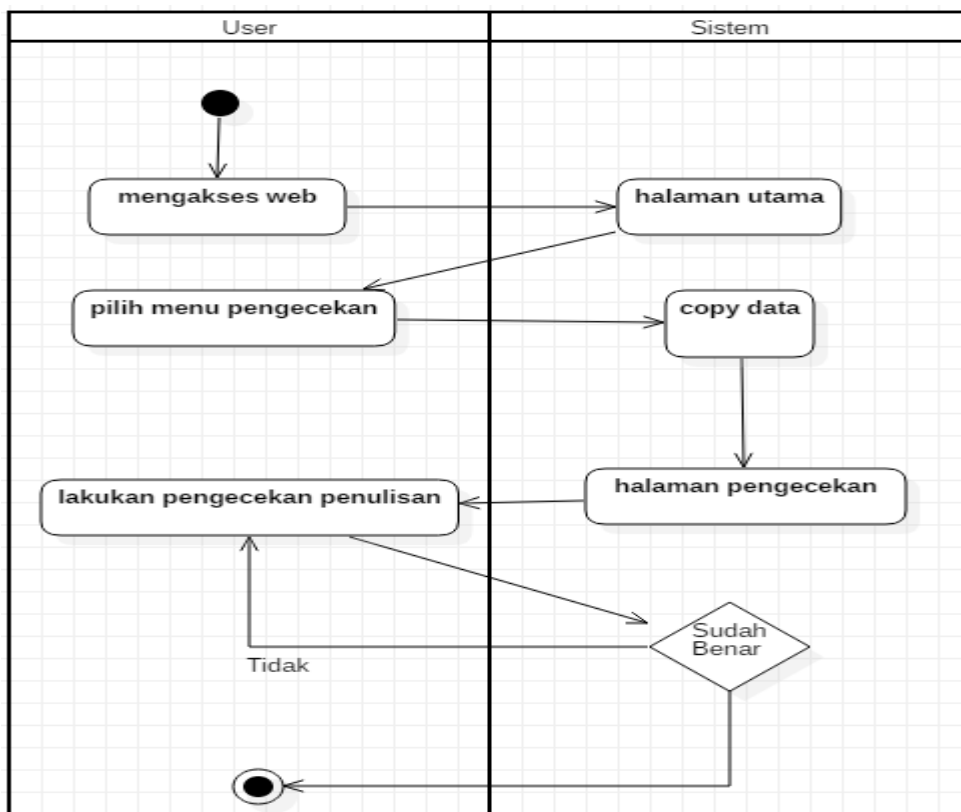 User
Sistem
mengakses web
halaman utama
pilih menu pengecekan
copy data
lakukan pengecekan penulisan
halaman pengecekan
Sudah
Benar
Tidak